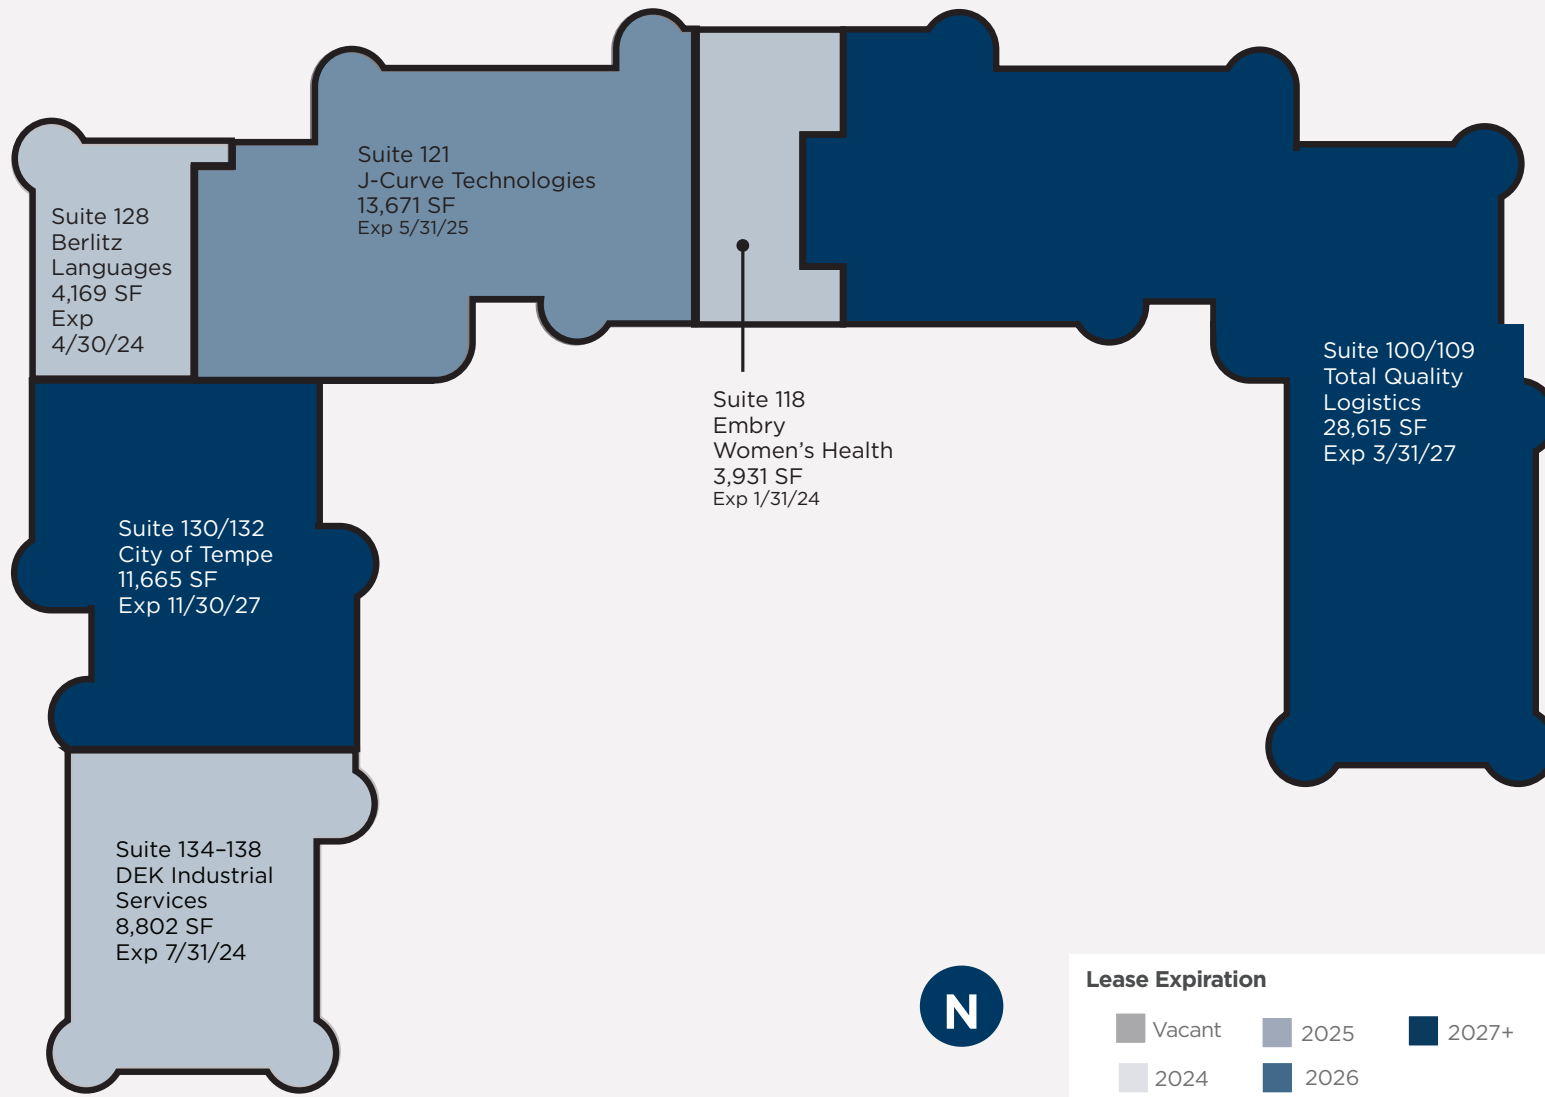 Suite 121
J-Curve Technologies
13,671 SF
Exp 5/31/25
Suite 128
Berlitz
Languages
4,169 SF
Exp
4/30/24
Suite 118
Embry
Women's Health
3,931 SF
Exp 1/31/24
Suite 100/109
Total Quality
Logistics
28,615 SF
Exp 3/31/27
Suite 130/132
City of Tempe
11,665 SF
Exp 11/30/27
Suite 134–138
DEK Industrial
Services
8,802 SF
Exp 7/31/24
N
Lease Expiration
Vacant
2025
2027+
2024
2026